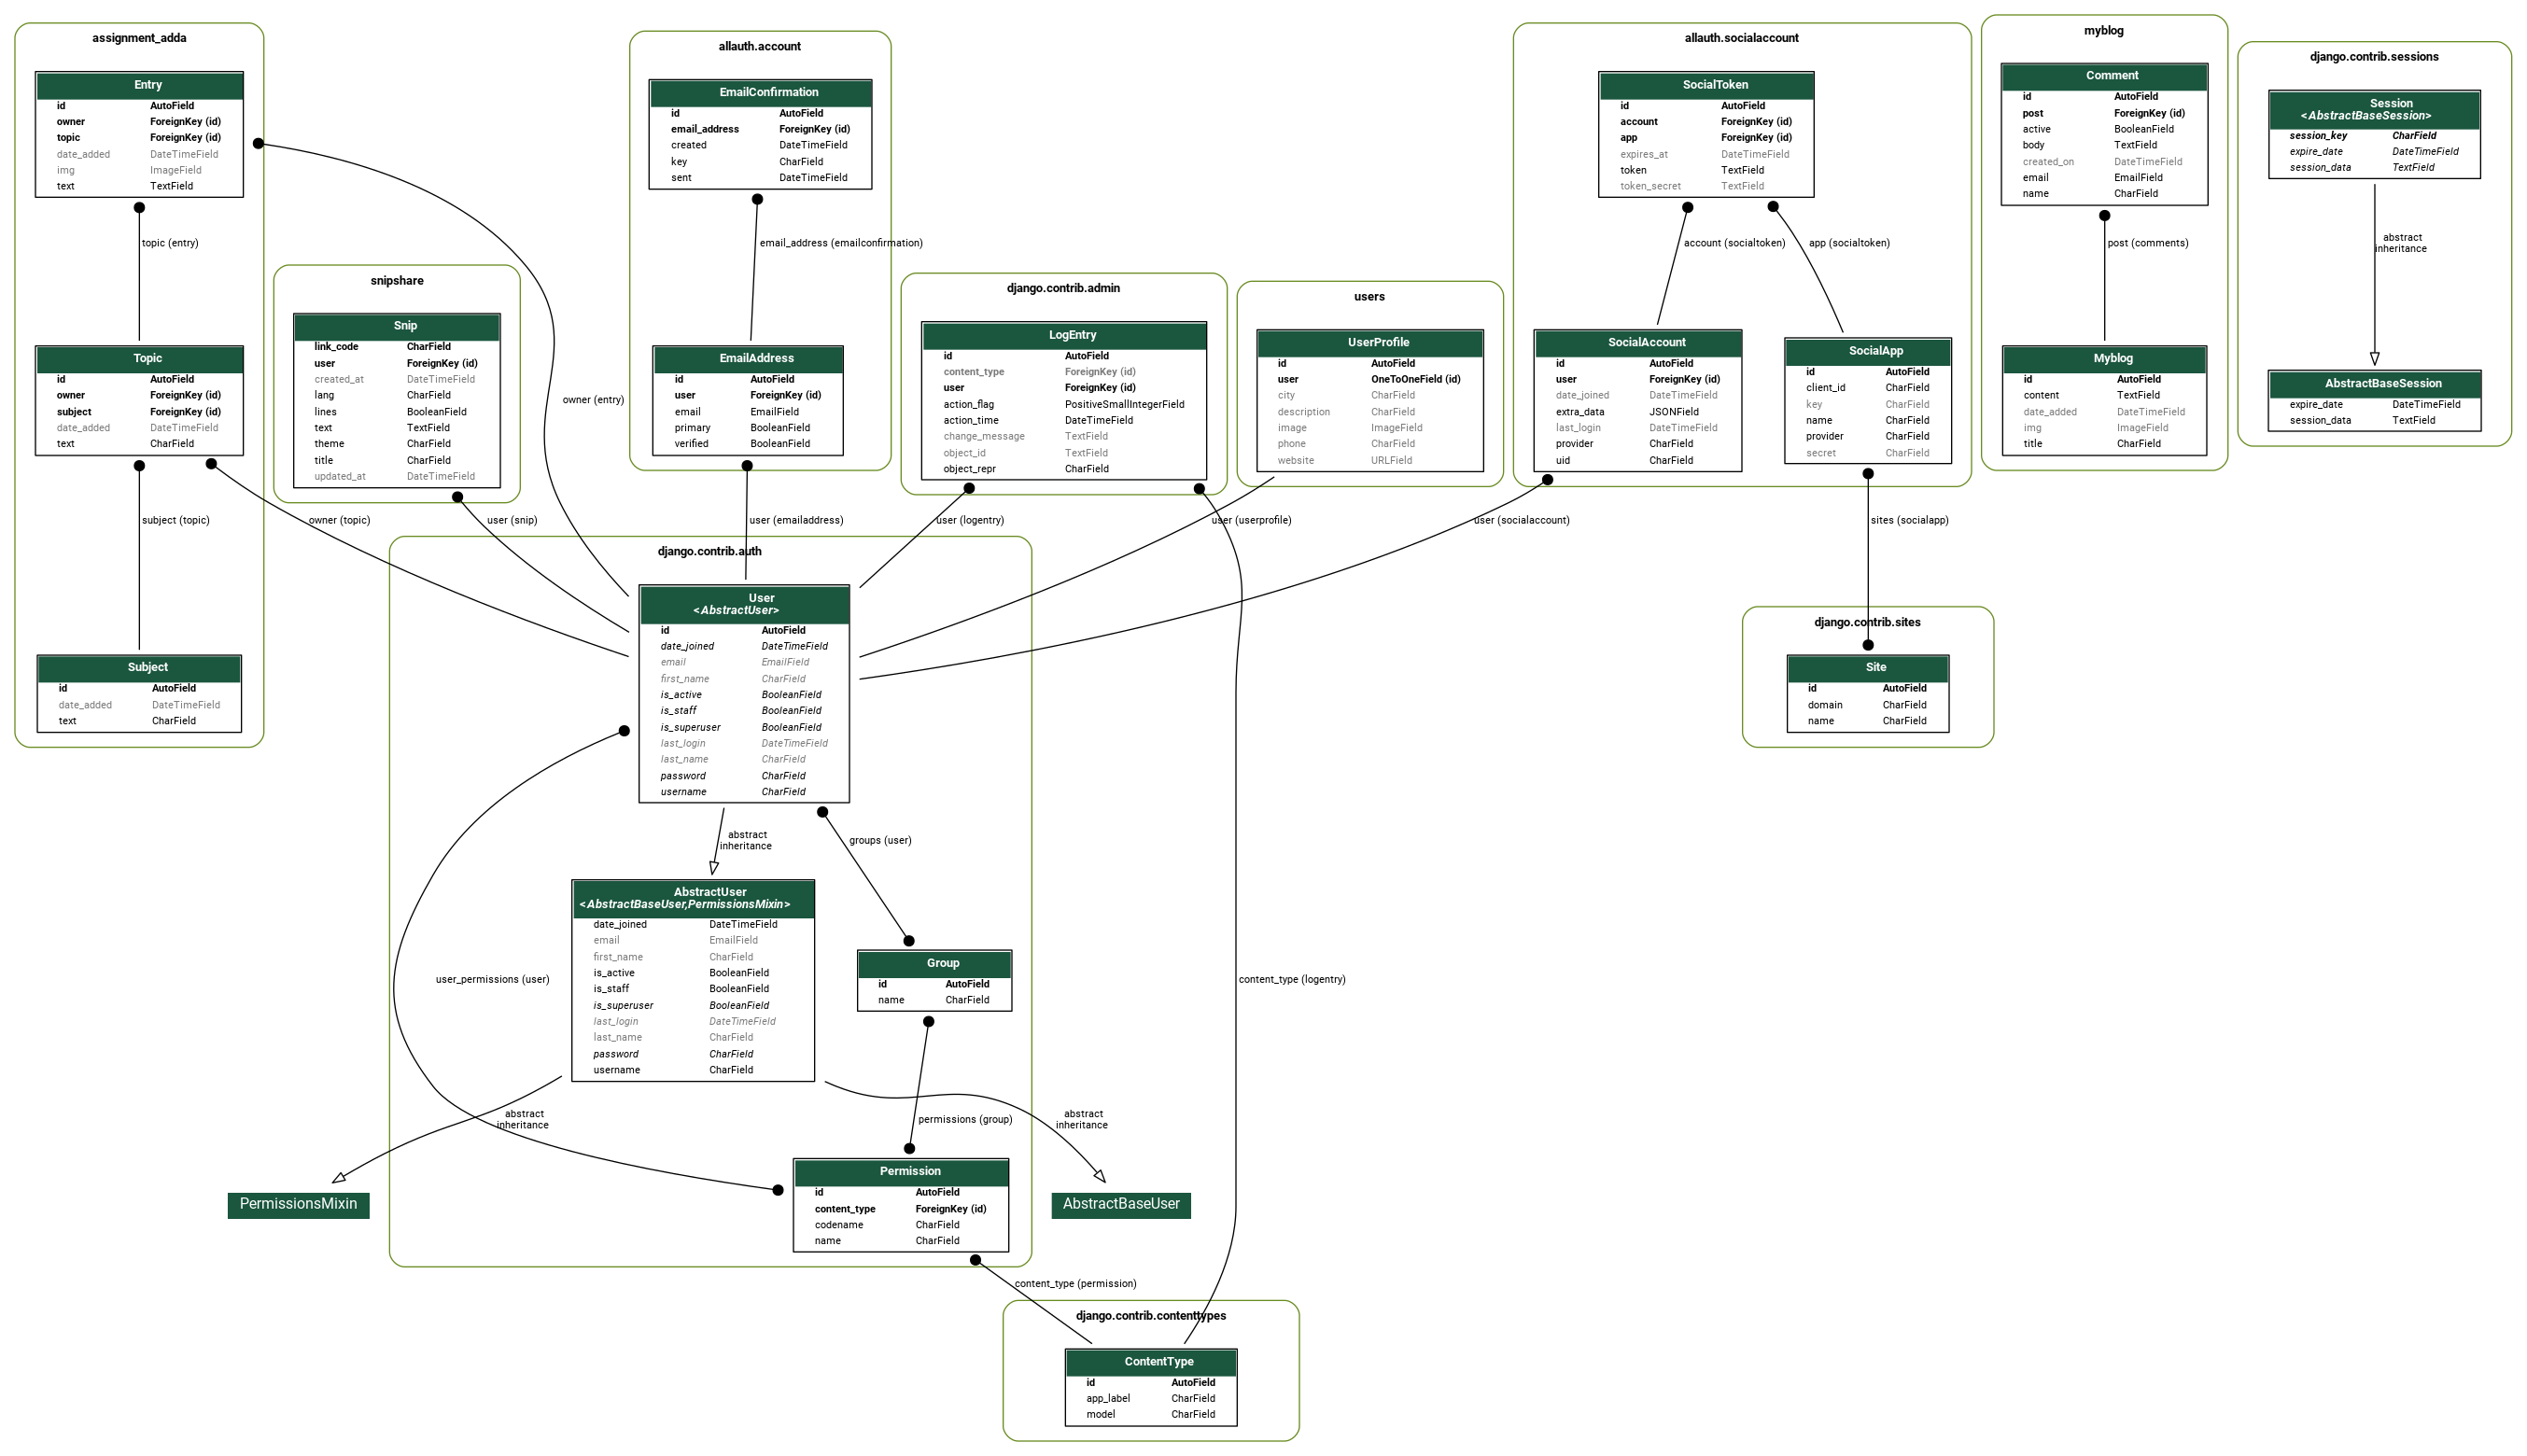 assignment_adda
Entry
id AutoField
owner ForeignKey (id)
topic ForeignKey (id)
date_added DateTimeField
img ImageField
text TextField
topic (entry)
Topic
id AutoField
owner ForeignKey (id)
subject ForeignKey (id)
date_added DateTimeField
text CharField
subject (topic)
owner (topic)
Subject
id AutoField
date_added DateTimeField
text CharField
snipshare
Snip
link_code CharField
user ForeignKey (id)
created_at DateTimeField
lang CharField
lines BooleanField
text TextField
theme CharField
title CharField
updated_at DateTimeField
user (snip)
owner (entry)
allauth.account
EmailConfirmation
id AutoField
email_address ForeignKey (id)
created DateTimeField
key CharField
sent DateTimeField
email_address (emailconfirmation)
EmailAddress
id AutoField
user ForeignKey (id)
email EmailField
primary BooleanField
verified BooleanField
user (emailaddress)
django.contrib.admin
LogEntry
id AutoField
content_type ForeignKey (id)
user ForeignKey (id)
action_flag PositiveSmallIntegerField
action_time DateTimeField
change_message TextField
object_id TextField
object_repr CharField
user (logentry)
users
UserProfile
id AutoField
user OneToOneField (id)
city CharField
description CharField
image ImageField
phone CharField
website URLField
user (userprofile)
allauth.socialaccount
SocialToken
id AutoField
account ForeignKey (id)
app ForeignKey (id)
expires_at DateTimeField
token TextField
token_secret TextField
account (socialtoken)
app (socialtoken)
SocialAccount
id AutoField
user ForeignKey (id)
date_joined DateTimeField
extra_data JSONField
last_login DateTimeField
provider CharField
uid CharField
user (socialaccount)
SocialApp
id AutoField
client_id CharField
key CharField
name CharField
provider CharField
secret CharField
sites (socialapp)
django.contrib.sites
Site
id AutoField
domain CharField
name CharField
myblog
Comment
id AutoField
post ForeignKey (id)
active BooleanField
body TextField
created_on DateTimeField
email EmailField
name CharField
post (comments)
Myblog
id AutoField
content TextField
date_added DateTimeField
img ImageField
title CharField
django.contrib.sessions
Session
<AbstractBaseSession>
session_key CharField
expire_date DateTimeField
session_data TextField
abstract
inheritance
AbstractBaseSession
expire_date DateTimeField
session_data TextField
django.contrib.auth
User
<AbstractUser>
id AutoField
date_joined DateTimeField
email EmailField
first_name CharField
is_active BooleanField
is_staff BooleanField
is_superuser BooleanField
last_login DateTimeField
last_name CharField
password CharField
username CharField
abstract
inheritance
groups (user)
user_permissions (user)
AbstractUser
<AbstractBaseUser,PermissionsMixin>
date_joined DateTimeField
email EmailField
first_name CharField
is_active BooleanField
is_staff BooleanField
is_superuser BooleanField
last_login DateTimeField
last_name CharField
password CharField
username CharField
Group
id AutoField
name CharField
content_type (logentry)
abstract
inheritance
permissions (group)
abstract
inheritance
PermissionsMixin
Permission
id AutoField
content_type ForeignKey (id)
codename CharField
name CharField
AbstractBaseUser
content_type (permission)
django.contrib.contenttypes
ContentType
id AutoField
app_label CharField
model CharField